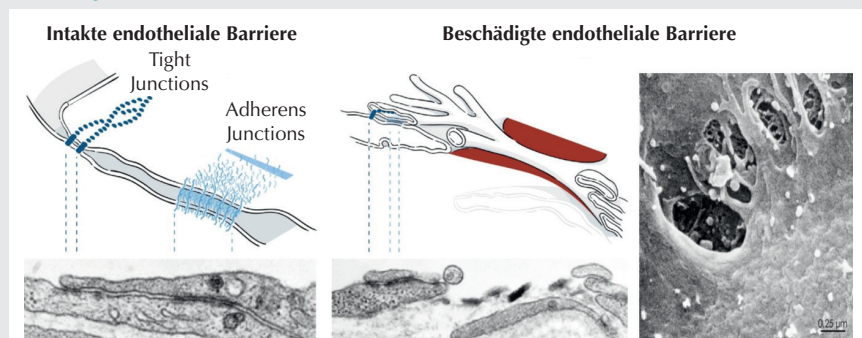 Intakte endotheliale Barriere
Tight
Junctions
Adherens
Junctions
Beschädigte endotheliale Barriere
0.25 µm